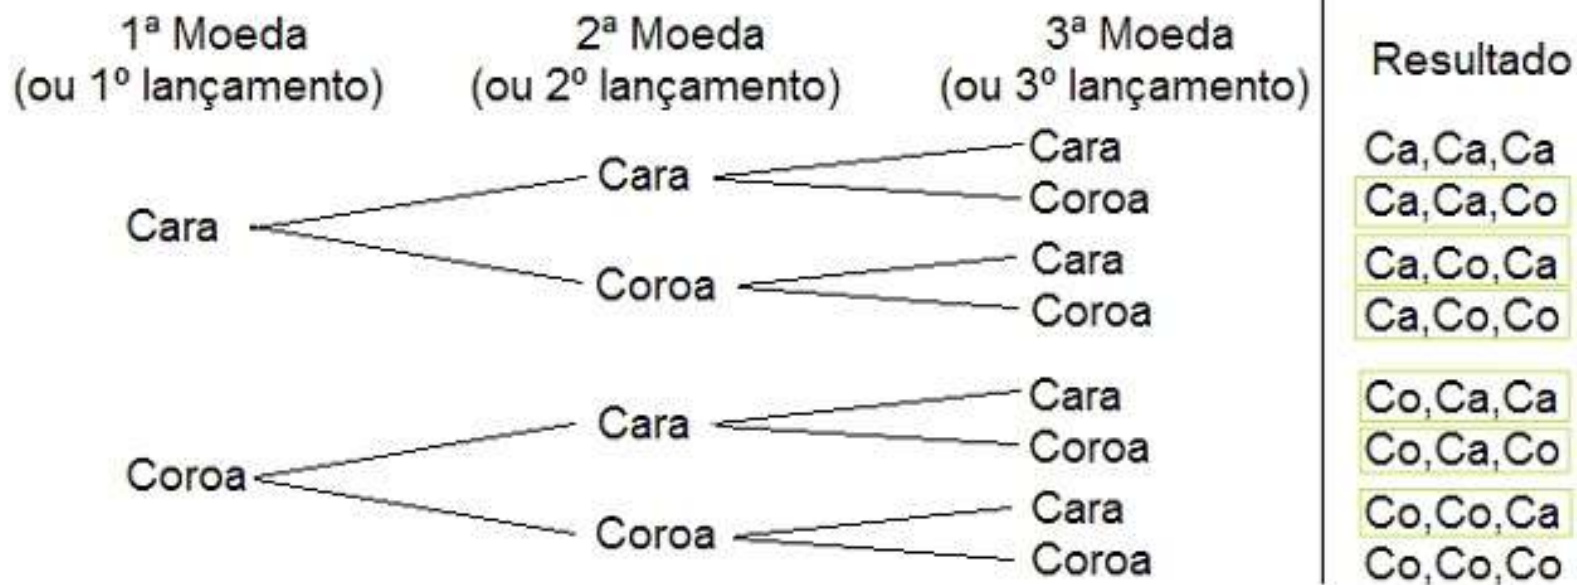 1ª Moeda
(ou 1º lançamento)
2ª Moeda
(ou 2º lançamento)
3ª Moeda
(ou 3º lançamento)
Resultado
Cara
Cara
Cara
Ca,Ca,Ca
Coroa
Ca,Ca,Co
Coroa
Cara
Ca,Co,Ca
Coroa
Ca,Co,Co
Coroa
Cara
Cara
Co,Ca,Ca
Coroa
Co,Ca,Co
Coroa
Cara
Co,Co,Ca
Coroa
Co,Co,Co